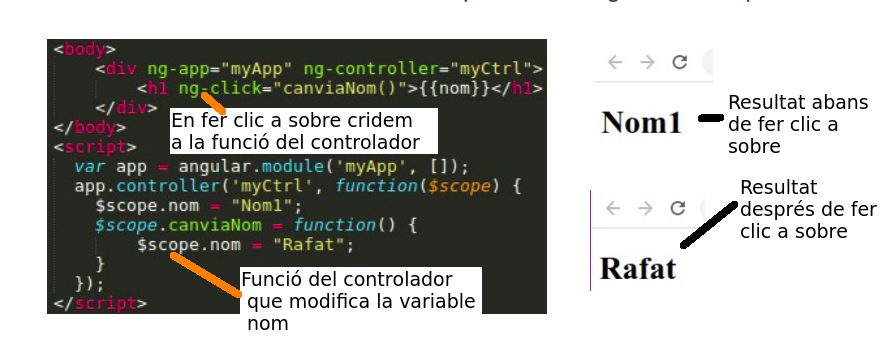 <body>
<div ng-app="myApp" ng-controller="myCtrl">
<h1 ng-click="canviaNom()">{{nom}}</h1>
</div>
</body>
<script>
var app = angular.module('myApp', []);
app.controller('myCtrl', function($scope) {
$scope.nom = "Nom1";
$scope.canviaNom = function() {
$scope.nom = "Rafat";
}
});
</script>
En fer clic a sobre cridem
a la funció del controlador
Funció del controlador
que modifica la variable
nom
Nom1
Resultat abans
de fer clic a
sobre
Rafat
Resultat
després de fer
clic a sobre